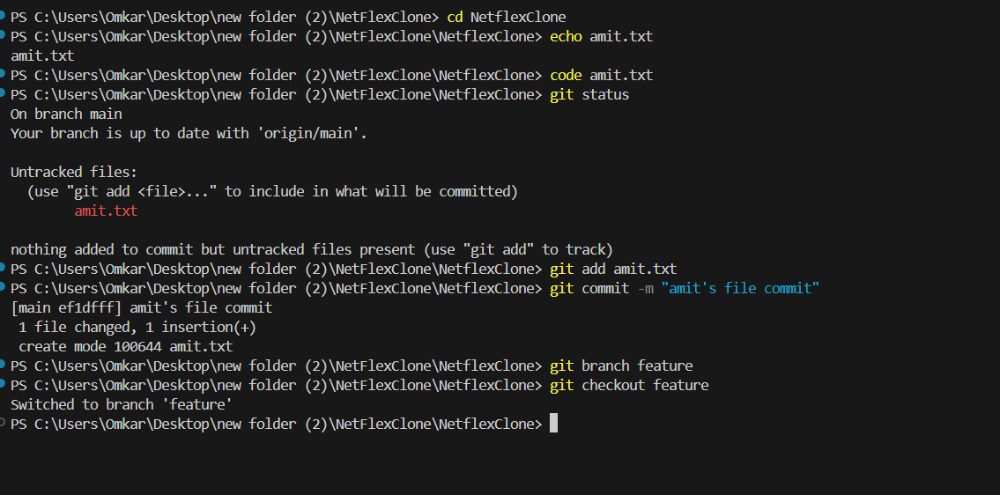 PS C:\Users\Omkar\Desktop\new folder (2)\NetFlexClone> cd NetflexClone
PS C:\Users\Omkar\Desktop\new folder (2)\NetFlexClone\NetflexClone> echo amit.txt
amit.txt
PS C:\Users\Omkar\Desktop\new folder (2)\NetFlexClone\NetflexClone> code amit.txt
PS C:\Users\Omkar\Desktop\new folder (2)\NetFlexClone\NetflexClone> git status
On branch main
Your branch is up to date with 'origin/main'.

Untracked files:
  (use "git add <file>..." to include in what will be committed)
        amit.txt

nothing added to commit but untracked files present (use "git add" to track)
PS C:\Users\Omkar\Desktop\new folder (2)\NetFlexClone\NetflexClone> git add amit.txt
PS C:\Users\Omkar\Desktop\new folder (2)\NetFlexClone\NetflexClone> git commit -m "amit's file commit"
[main ef1dfff] amit's file commit
 1 file changed, 1 insertion(+)
 create mode 100644 amit.txt
PS C:\Users\Omkar\Desktop\new folder (2)\NetFlexClone\NetflexClone> git branch feature
PS C:\Users\Omkar\Desktop\new folder (2)\NetFlexClone\NetflexClone> git checkout feature
Switched to branch 'feature'
PS C:\Users\Omkar\Desktop\new folder (2)\NetFlexClone\NetflexClone>